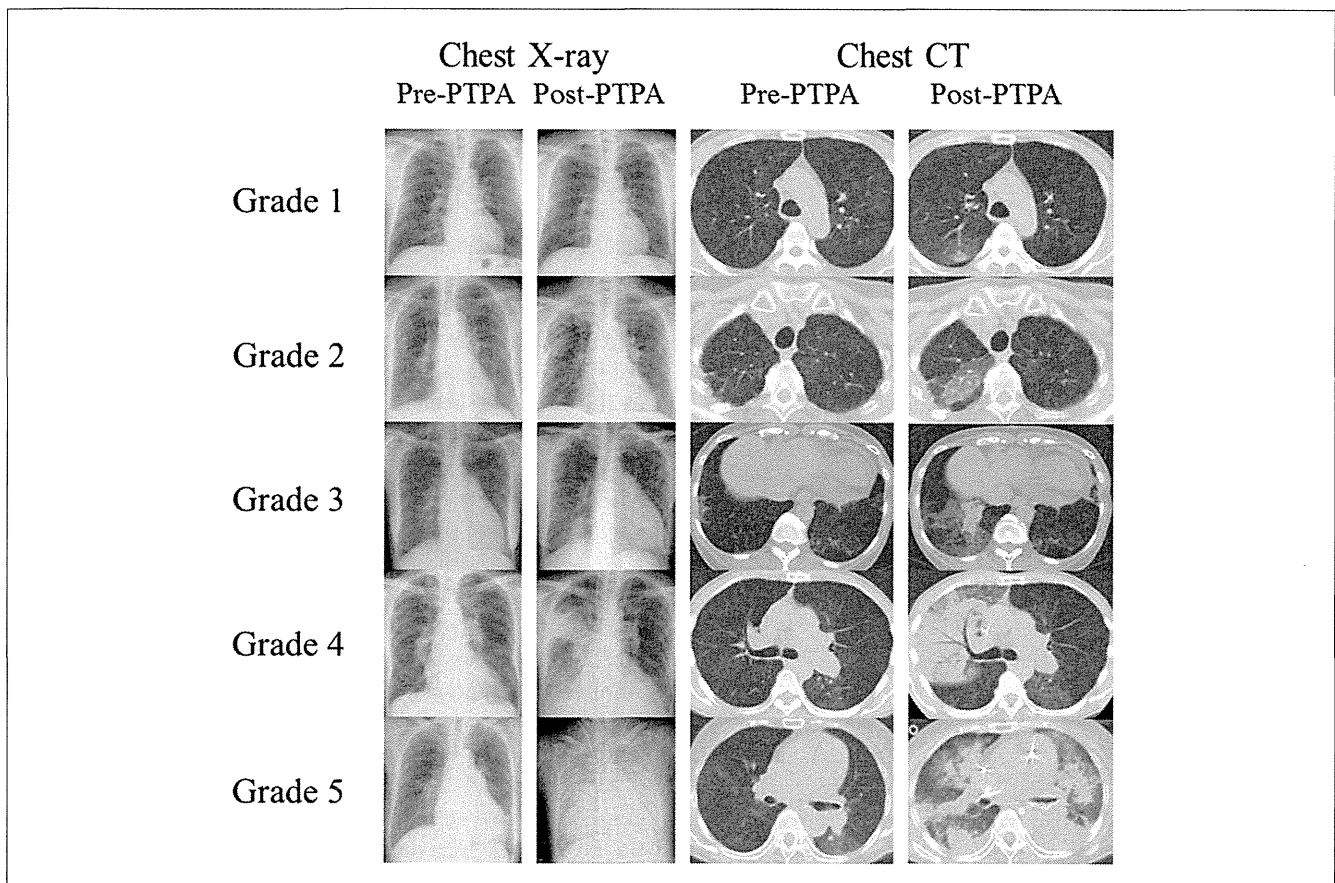 Chest X-ray Chest CT
Pre-PTPA Post-PTPA Pre-PTPA Post-PTPA
Grade 1
Grade 2
Grade 3
Grade 4
Grade 5